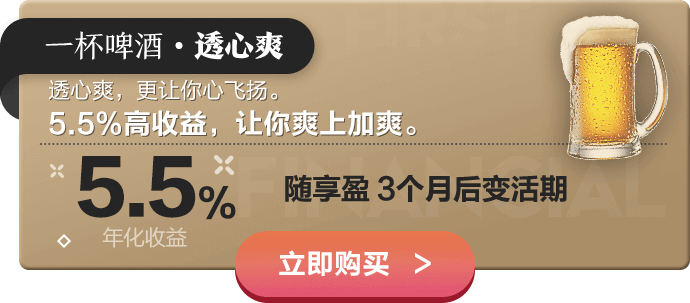 一杯啤酒·透心爽
透心爽，更让你心飞扬。
5.5%高收益，让你爽上加爽。
5.5%
年化收益
随享盈 3个月后变活期
FINANCIAL
立即购买 >